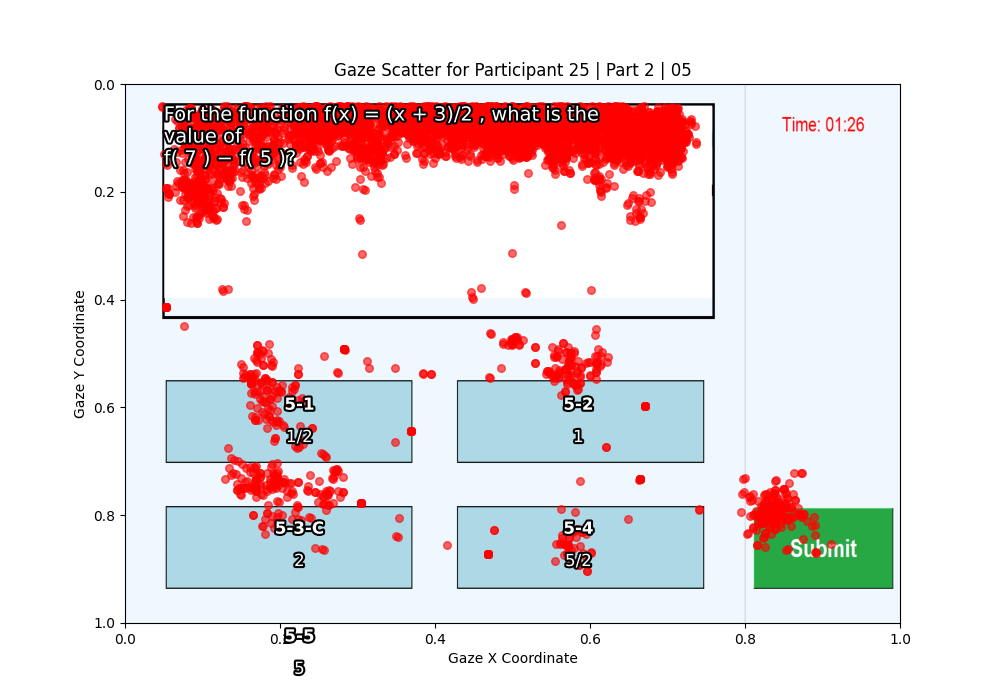 Gaze Scatter for Participant 25 | Part 2 | 05
For the function f(x) = (x + 3)/2 , what is the
value of
f( 7 ) − f( 5 )?
Time: 01:26
5-1
1/2
5-2
1
5-3-C
2
5-4
5/2
Submit
5-5
5
Gaze Y Coordinate
0.0
0.2
0.4
0.6
0.8
1.0
0.0
0.2
0.4
0.6
0.8
1.0
Gaze X Coordinate